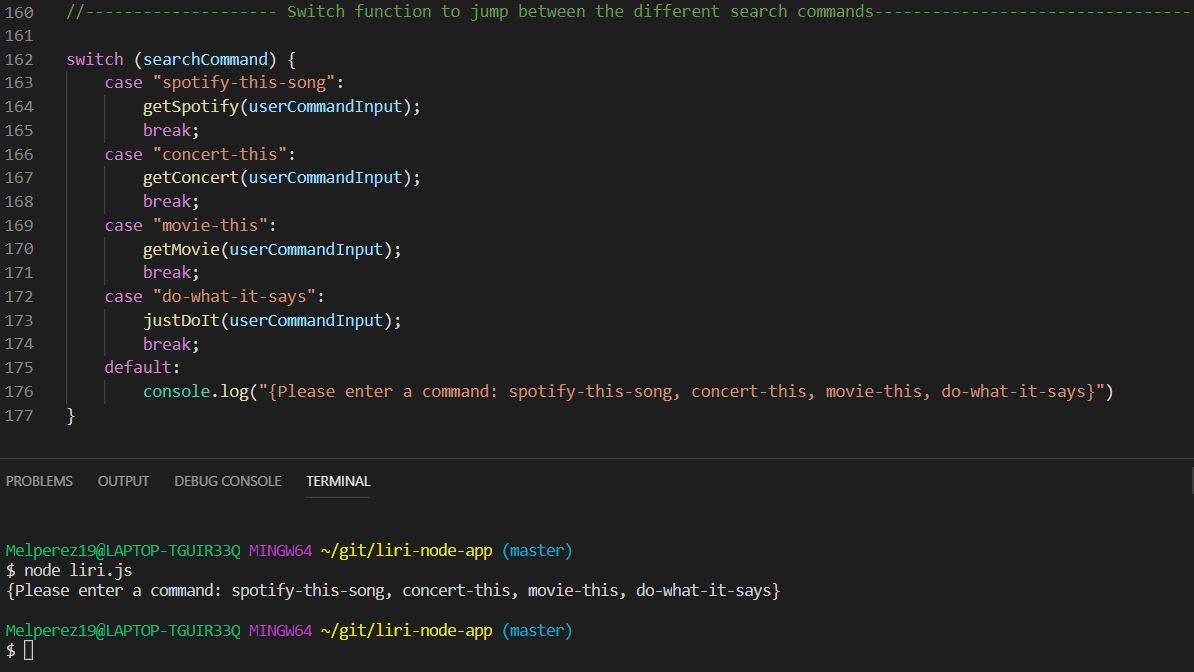 160 //-------------------- Switch function to jump between the different search commands---------------------------------
161
162 switch (searchCommand) {
163     case "spotify-this-song":
164         getSpotify(userCommandInput);
165         break;
166     case "concert-this":
167         getConcert(userCommandInput);
168         break;
169     case "movie-this":
170         getMovie(userCommandInput);
171         break;
172     case "do-what-it-says":
173         justDoIt(userCommandInput);
174         break;
175     default:
176         console.log("{Please enter a command: spotify-this-song, concert-this, movie-this, do-what-it-says}")
177 }
PROBLEMS OUTPUT DEBUG CONSOLE TERMINAL
Melperez19@LAPTOP-TGUIR33Q MINGW64 ~/git/liri-node-app (master)
$ node liri.js
{Please enter a command: spotify-this-song, concert-this, movie-this, do-what-it-says}
Melperez19@LAPTOP-TGUIR33Q MINGW64 ~/git/liri-node-app (master)
$